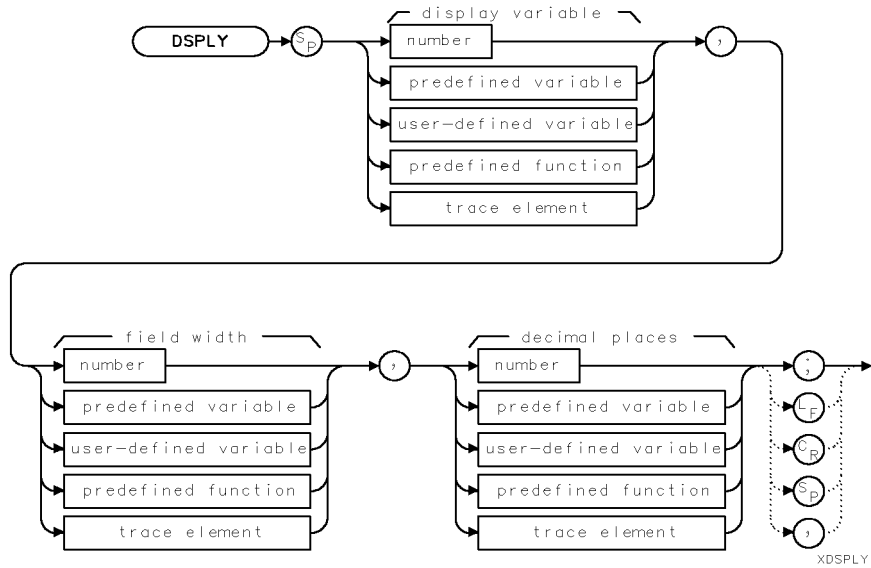 display variable
DSPLY SP number ,
predefined variable
user-defined variable
predefined function
trace element
field width decimal places
number , number ;
predefined variable predefined variable LF
user-defined variable user-defined variable CR
predefined function predefined function SP
trace element trace element ,
XDSPLY